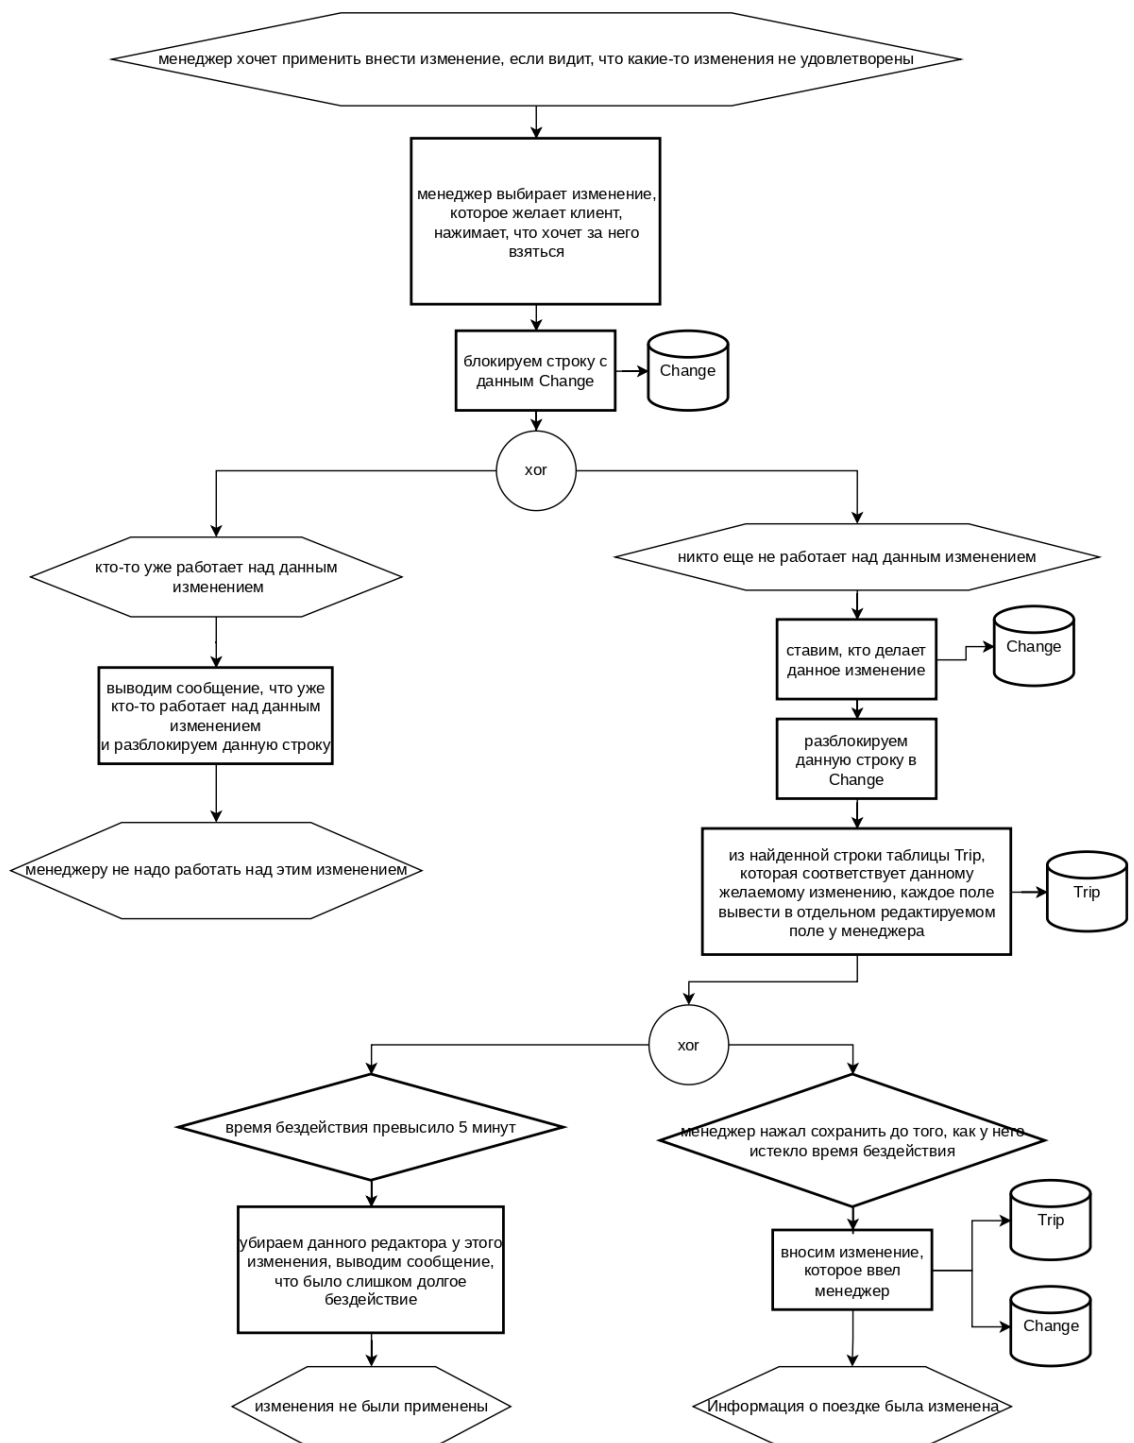 менеджер хочет применить внести изменение, если видит, что какие-то изменения не удовлетворены
менеджер выбирает изменение,
которое желает клиент,
нажимает, что хочет за него
взяться
блокируем строку с
данным Change
Change
xor
кто-то уже работает над данным
изменением
никто еще не работает над данным изменением
ставим, кто делает
данное изменение
Change
выводим сообщение, что уже
кто-то работает над данным
изменением
и разблокируем данную строку
разблокируем
данную строку в
Change
менеджеру не надо работать над этим изменением
из найденной строки таблицы Trip,
которая соответствует данному
желаемому изменению, каждое поле
вывести в отдельном редактируемом
поле у менеджера
Trip
xor
время бездействия превысило 5 минут
менеджер нажал сохранить до того, как у него
истекло время бездействия
убираем данного редактора у этого
изменения, выводим сообщение,
что было слишком долгое
бездействие
вносим изменение,
которое ввел
менеджер
Trip
Change
изменения не были применены
Информация о поездке была изменена